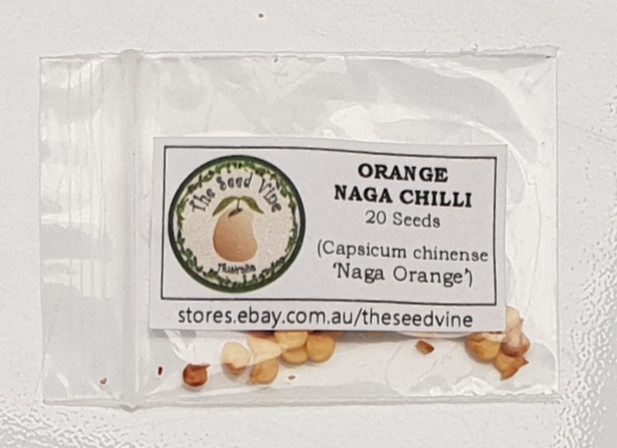 The Seed Vine
Australia
ORANGE
NAGA CHILLI
20 Seeds
(Capsicum chinense
‘Naga Orange’)
stores.ebay.com.au/theseedvine